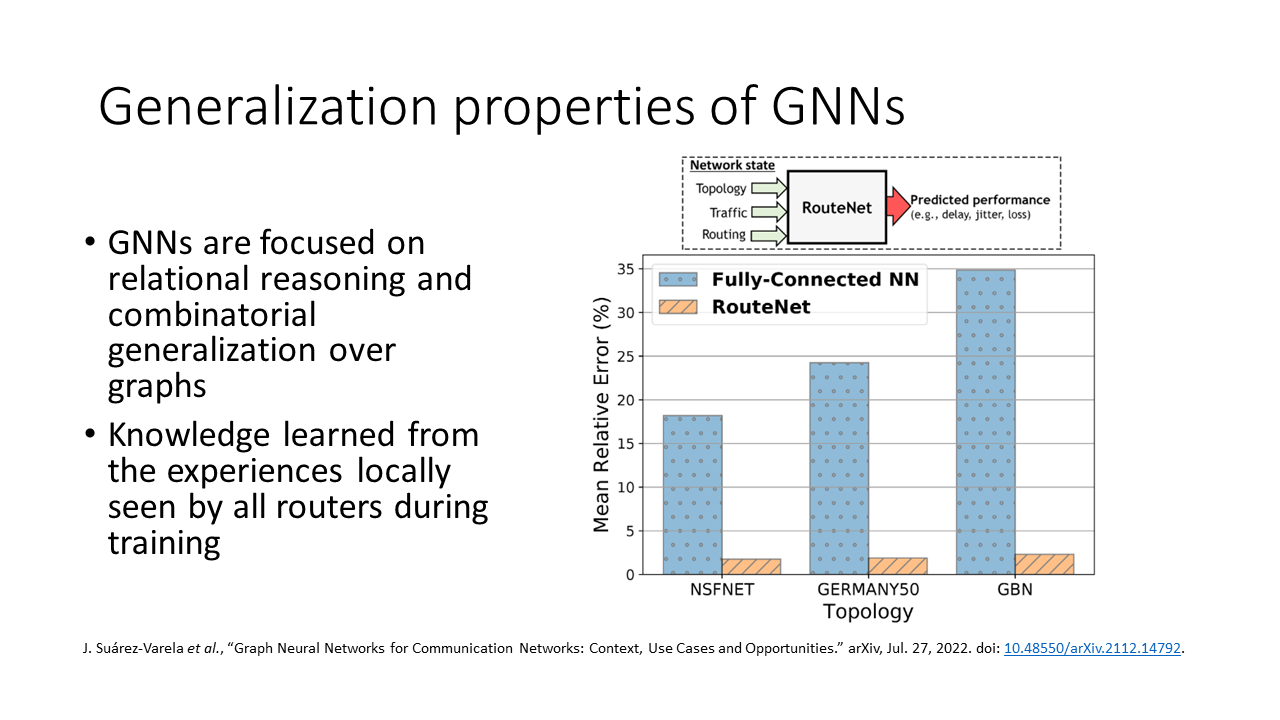 Generalization properties of GNNs
• GNNs are focused on
relational reasoning and
combinatorial
generalization over
graphs
• Knowledge learned from
the experiences locally
seen by all routers during
training
Network state
Topology
Traffic
Routing
RouteNet
Predicted performance
(e.g., delay, jitter, loss)
Fully-Connected NN
RouteNet
Mean Relative Error (%)
35
30
25
20
15
10
5
0
NSFNET GERMANY50 GBN
Topology
J. Suárez-Varela et al., “Graph Neural Networks for Communication Networks: Context, Use Cases and Opportunities.” arXiv, Jul. 27, 2022. doi: 10.48550/arXiv.2112.14792.